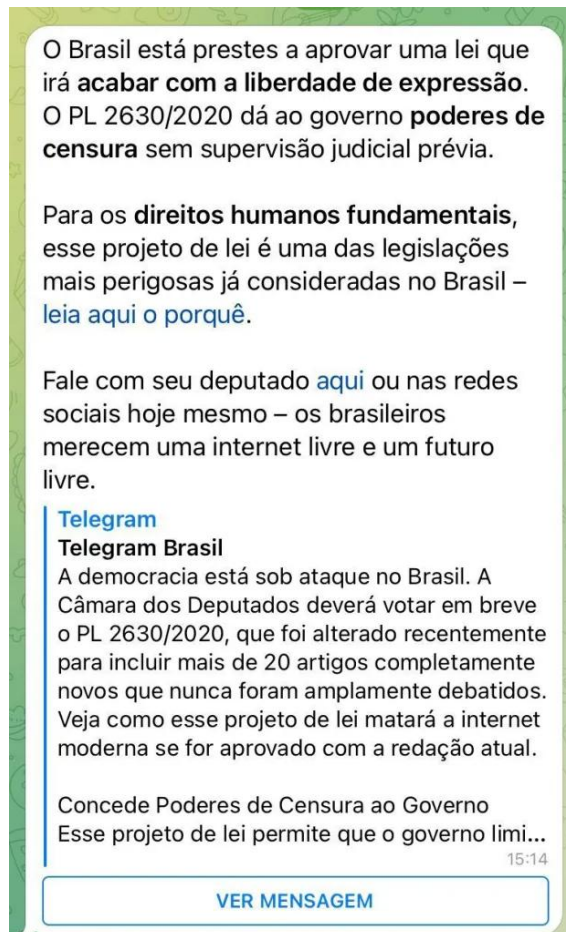 O Brasil está prestes a aprovar uma lei que
irá acabar com a liberdade de expressão.
O PL 2630/2020 dá ao governo poderes de
censura sem supervisão judicial prévia.
Para os direitos humanos fundamentais,
esse projeto de lei é uma das legislações
mais perigosas já consideradas no Brasil –
leia aqui o porquê.
Fale com seu deputado aqui ou nas redes
sociais hoje mesmo – os brasileiros
merecem uma internet livre e um futuro
livre.
Telegram
Telegram Brasil
A democracia está sob ataque no Brasil. A
Câmara dos Deputados deverá votar em breve
o PL 2630/2020, que foi alterado recentemente
para incluir mais de 20 artigos completamente
novos que nunca foram amplamente debatidos.
Veja como esse projeto de lei matará a internet
moderna se for aprovado com a redação atual.
Concede Poderes de Censura ao Governo
Esse projeto de lei permite que o governo limi...
15:14
VER MENSAGEM